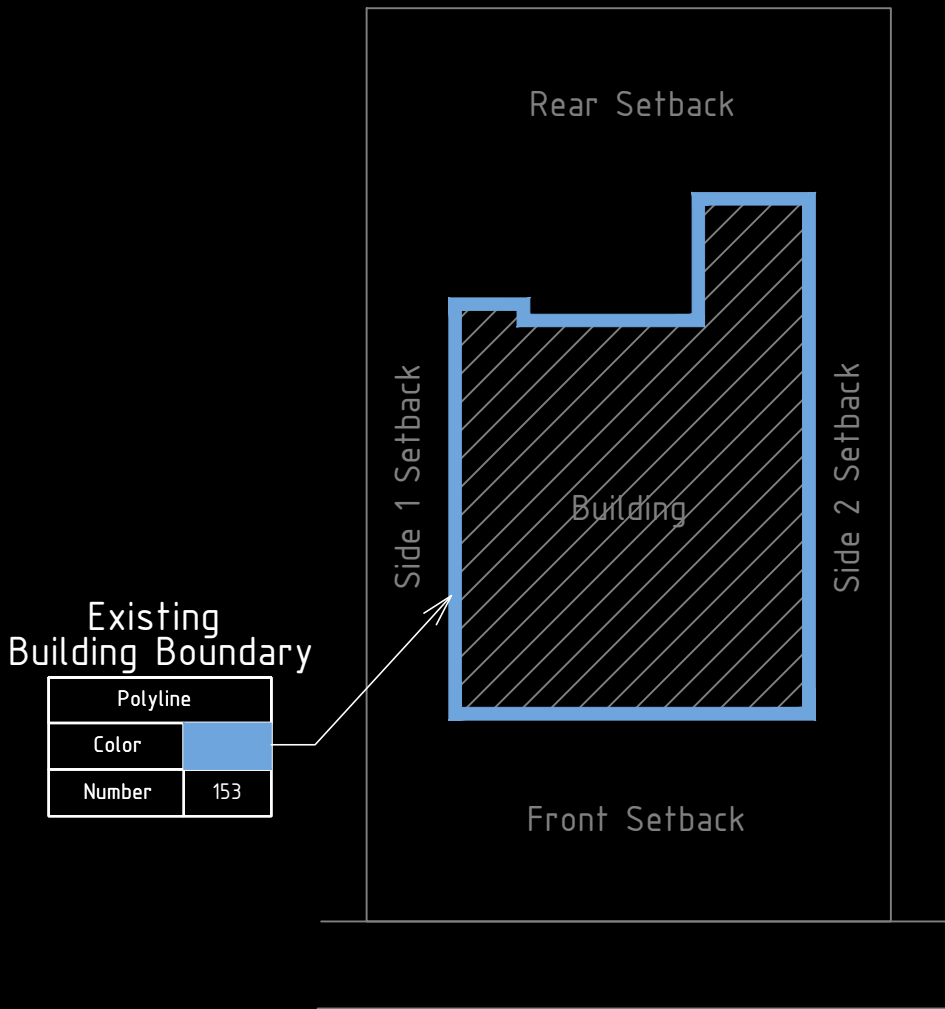 Rear Setback
Side 1 Setback
Side 2 Setback
Building
Existing
Building Boundary
Polyline
Color
Number 153
Front Setback